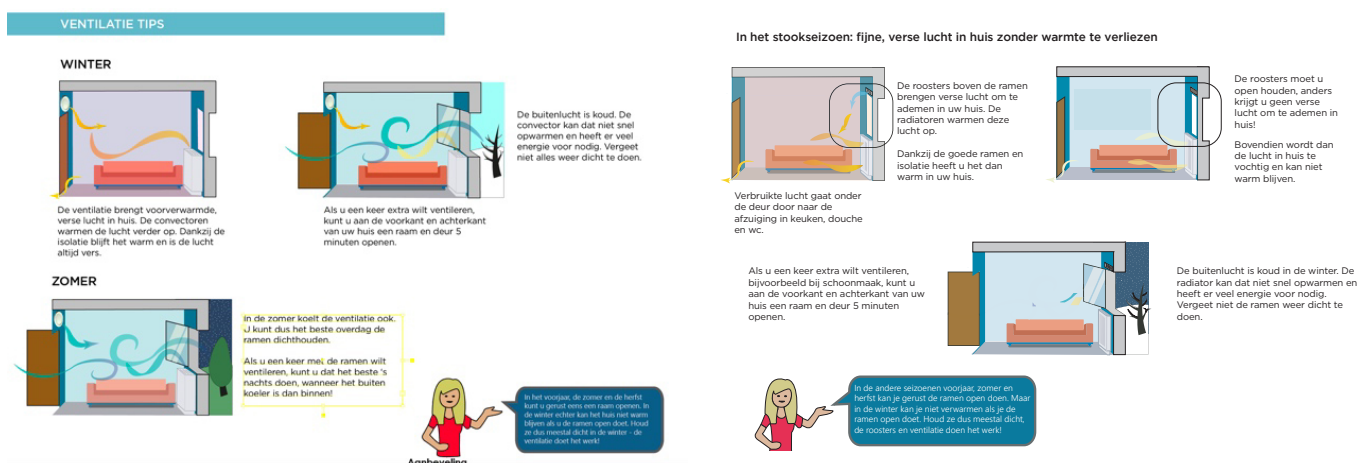 VENTILATIE TIPS
WINTER
De ventilatie brengt voorverwarmde,
verse lucht in huis. De convectoren
warmen de lucht verder op. Dankzij de
isolatie blijft het warm en is de lucht
altijd vers.
Als u een keer extra wilt ventileren,
kunt u aan de voorkant en achterkant
van uw huis een raam en deur 5
minuten openen.
De buitenlucht is koud. De
convector kan dat niet snel
opwarmen en heeft er veel
energie voor nodig. Vergeet
niet alles weer dicht te doen.
ZOMER
In de zomer koelt de ventilatie ook.
U kunt dus het beste overdag de
ramen dichthouden.
Als u een keer met de ramen wilt
ventileren, kunt u dat het beste 's
nachts doen, wanneer het buiten
koeler is dan binnen!
In het voorjaar, de zomer en de herfst
kunt u gerust eens een raam openen. In
de winter echter kan het huis niet warm
blijven als u de ramen open doet. Houd
ze dus meestal dicht in de winter - de
ventilatie doet het werk!
Aanbeveling
In het stookseizoen: fijne, verse lucht in huis zonder warmte te verliezen
De roosters boven de ramen
brengen verse lucht om te
ademen in uw huis. De
radiatoren warmen deze
lucht op.
Dankzij de goede ramen en
isolatie heeft u het dan
warm in uw huis.
Verbruikte lucht gaat onder
de deur door naar de
afzuiging in keuken, douche
en wc.
De roosters moet u
open houden, anders
krijgt u geen verse
lucht om te ademen in
huis!
Bovendien wordt dan
de lucht in huis te
vochtig en kan niet
warm blijven.
Als u een keer extra wilt ventileren,
bijvoorbeeld bij schoonmaak, kunt u
aan de voorkant en achterkant van uw
huis een raam en deur 5 minuten
openen.
De buitenlucht is koud in de winter. De
radiator kan dat niet snel opwarmen en
heeft er veel energie voor nodig.
Vergeet niet de ramen weer dicht te
doen.
In de andere seizoenen voorjaar, zomer en
herfst kan je gerust de ramen open doen. Maar
in de winter kan je niet verwarmen als je de
ramen open doet. Houd ze dus meestal dicht,
de roosters en ventilatie doen het werk!